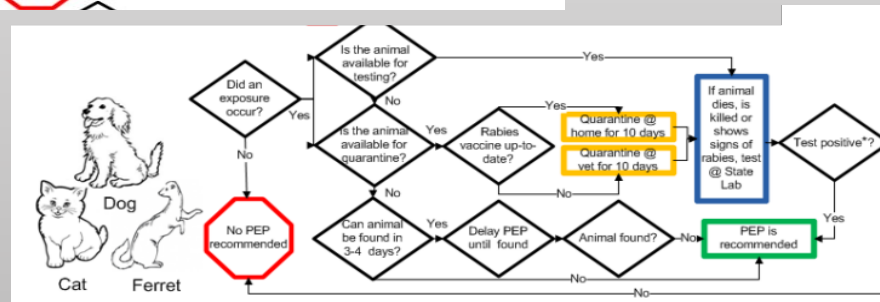 Dog
Cat
Ferret
Did an
exposure
occur?
Yes
No
No PEP
recommended
Is the animal
available for
testing?
Yes
No
Is the animal
available for
quarantine?
Yes
No
Rabies
vaccine up-to-
date?
Yes
No
Quarantine @
home for 10 days
Quarantine @
vet for 10 days
If animal
dies, is
killed or
shows
signs of
rabies, test
@ State
Lab
Test positive*?
Yes
Can animal
be found in
3-4 days?
Yes
No
Delay PEP
until found
Animal found?
No
PEP is
recommended
No